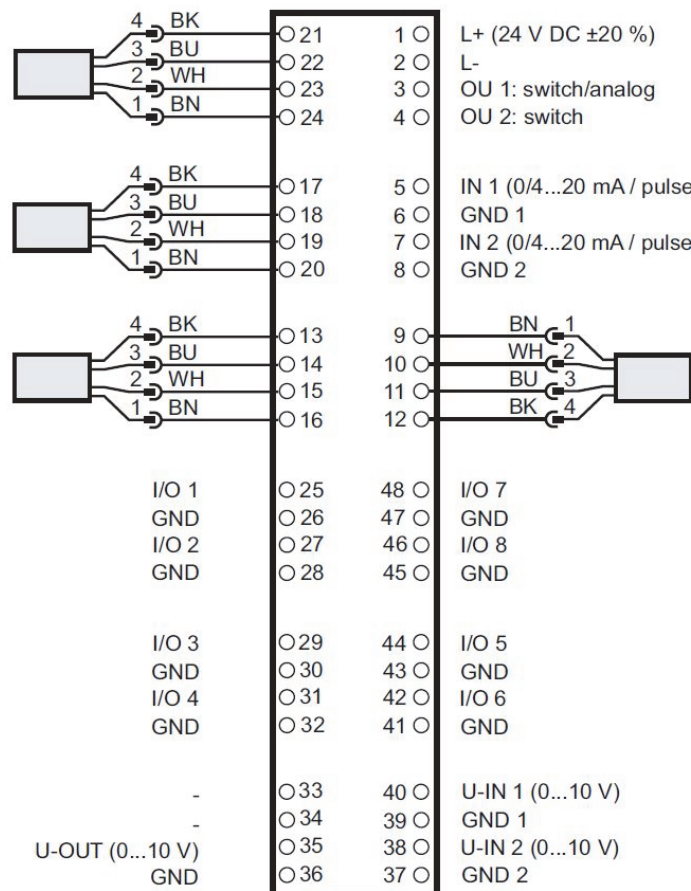 4 BK 21 1 L+ (24 V DC ±20 %)
3 BU 22 2 L-
2 WH 23 3 OU 1: switch/analog
1 BN 24 4 OU 2: switch
4 BK 17 5 IN 1 (0/4...20 mA / pulse
3 BU 18 6 GND 1
2 WH 19 7 IN 2 (0/4...20 mA / pulse
1 BN 20 8 GND 2
4 BK 13 9 BN 1
3 BU 14 10 WH 2
2 WH 15 11 BU 3
1 BN 16 12 BK 4
I/O 1 25 48 I/O 7
GND 26 47 GND
I/O 2 27 46 I/O 8
GND 28 45 GND
I/O 3 29 44 I/O 5
GND 30 43 GND
I/O 4 31 42 I/O 6
GND 32 41 GND
- 33 40 U-IN 1 (0...10 V)
- 34 39 GND 1
U-OUT (0...10 V) 35 38 U-IN 2 (0...10 V)
GND 36 37 GND 2